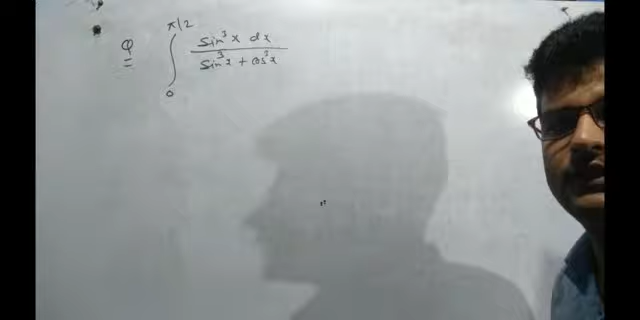 π/2
Q ∫ sin³x dx
sin³x + cos³x
0